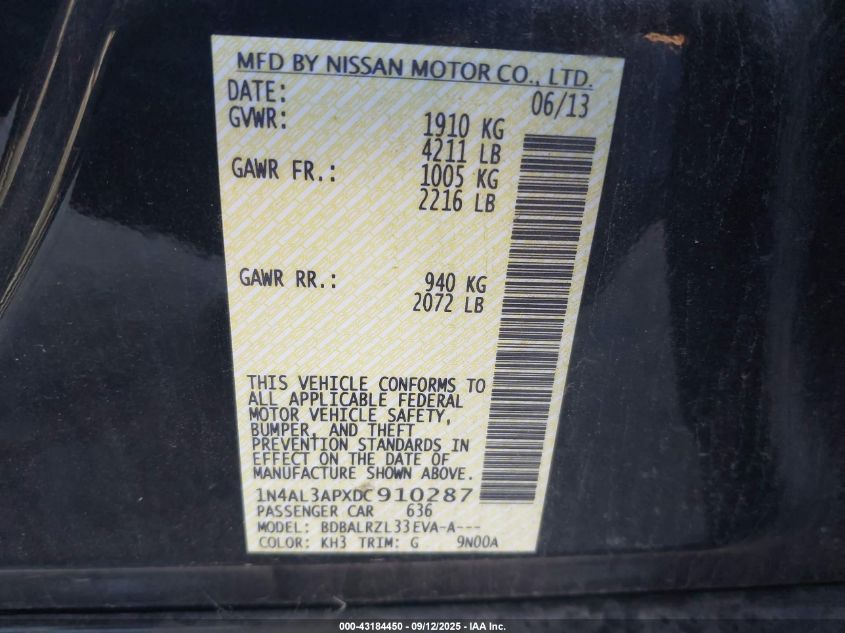 MFD BY NISSAN MOTOR CO., LTD.
DATE: 06/13
GVWR: 1910 KG
4211 LB
GAWR FR.: 1005 KG
2216 LB
GAWR RR.: 940 KG
2072 LB
THIS VEHICLE CONFORMS TO
ALL APPLICABLE FEDERAL
MOTOR VEHICLE SAFETY,
BUMPER, AND THEFT
PREVENTION STANDARDS IN
EFFECT ON THE DATE OF
MANUFACTURE SHOWN ABOVE.
1N4AL3APXDC910287
PASSENGER CAR 636
MODEL: BDBALRZL33EVA-A---
COLOR: KH3 TRIM: G 9N00A
000-43184450 - 09/12/2025 - IAA Inc.